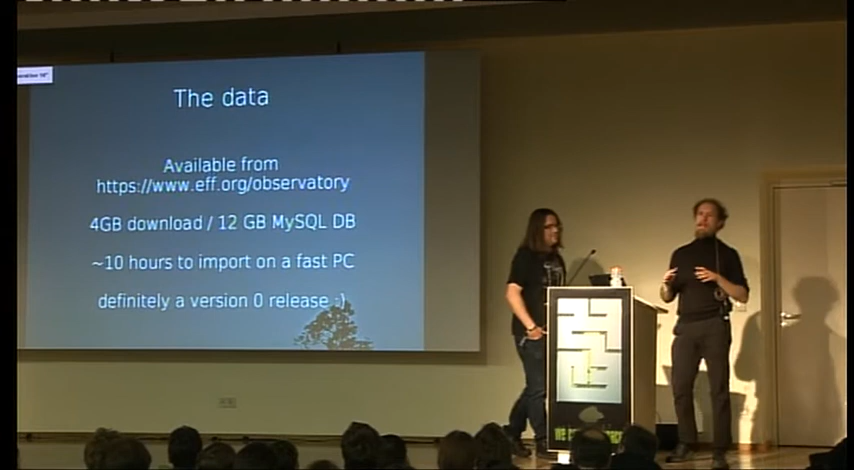 The data
Available from
https://www.eff.org/observatory
4GB download / 12 GB MySQL DB
~10 hours to import on a fast PC
definitely a version 0 release :)